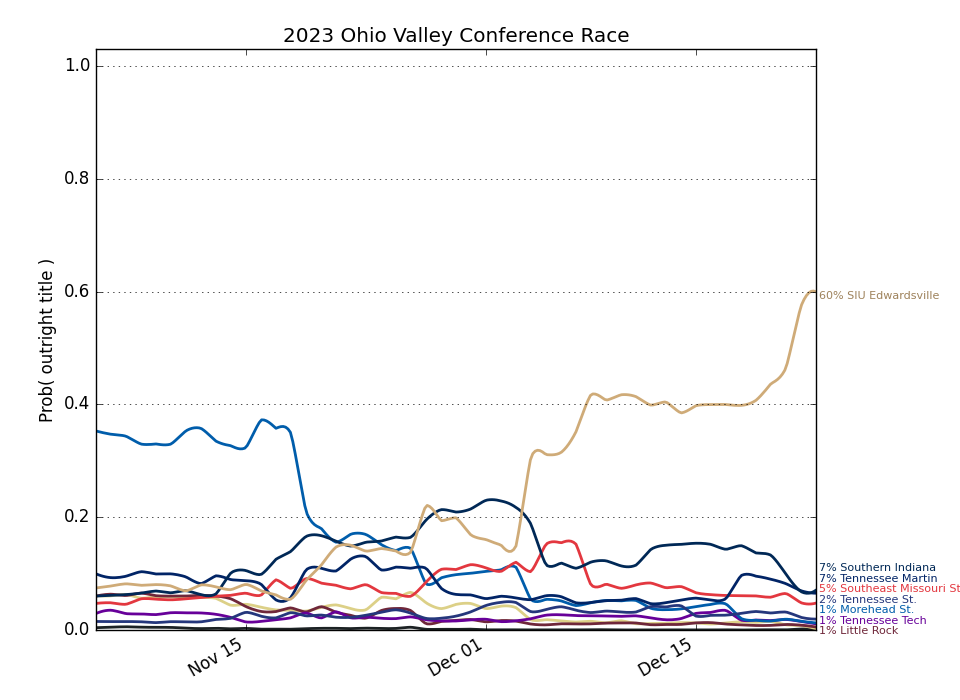 2023 Ohio Valley Conference Race
Prob( outright title )
1.0
0.8
0.6
0.4
0.2
0.0
Nov 15
Dec 01
Dec 15
60% SIU Edwardsville
7% Southern Indiana
7% Tennessee Martin
5% Southeast Missouri St
2% Tennessee St.
1% Morehead St.
1% Tennessee Tech
1% Little Rock